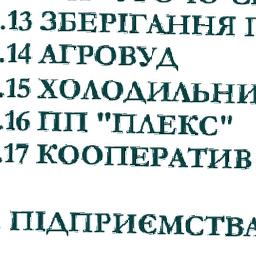 .13 ЗБЕРІГАННЯ
.14 АГРОВУД
.15 ХОЛОДИЛЬНИ
.16 ПП "ПЛЕКС"
.17 КООПЕРАТИВ
ПІДПРИЄМСТВА